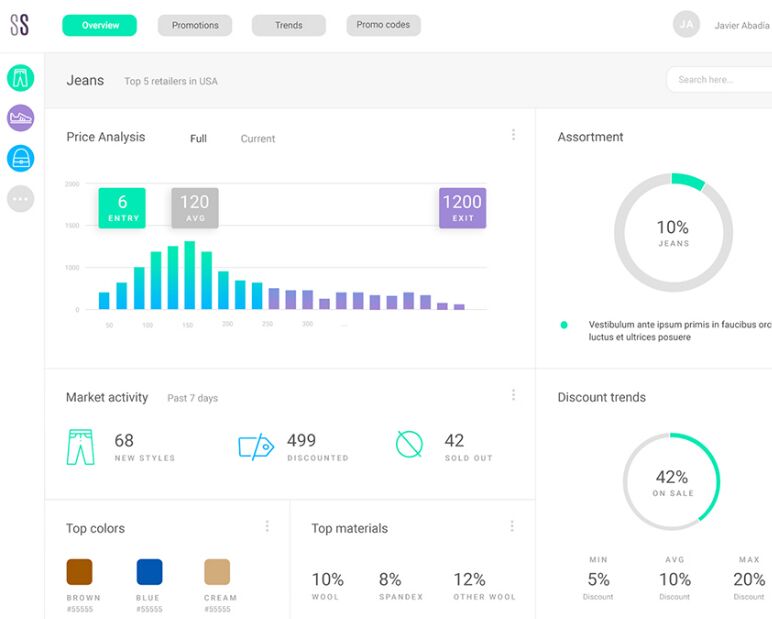 SS
Overview
Promotions
Trends
Promo codes
JA
Javier Abadía
Jeans
Top 5 retailers in USA
Search here...
Price Analysis
Full
Current
2000
1500
1000
0
6
ENTRY
120
AVG
1200
EXIT
50
100
150
200
250
300
...
Assortment
10%
JEANS
Vestibulum ante ipsum primis in faucibus orc
luctus et ultrices posuere
Market activity
Past 7 days
68
NEW STYLES
499
DISCOUNTED
42
SOLD OUT
Discount trends
42%
ON SALE
MIN
AVG
MAX
5%
10%
20%
Discount
Discount
Discount
Top colors
BROWN
#55555
BLUE
#55555
CREAM
#55555
Top materials
10%
WOOL
8%
SPANDEX
12%
OTHER WOOL